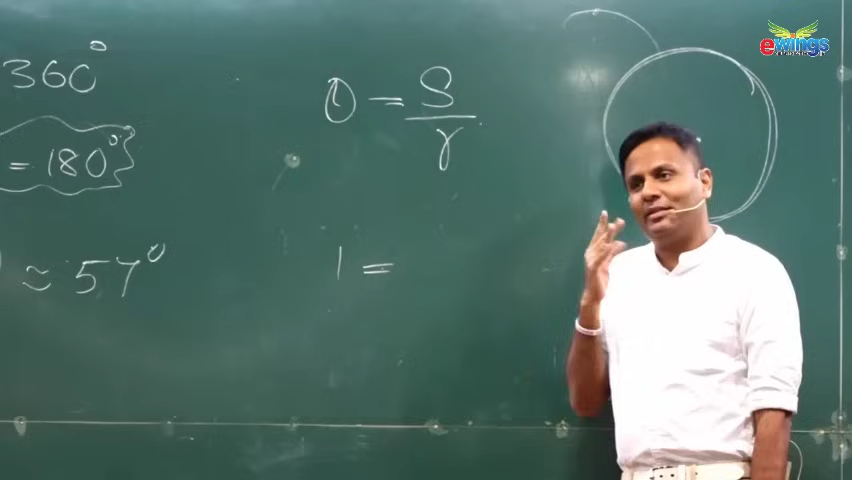 360°
= 180°
≈ 57°
θ = S/r
1 =
ewings